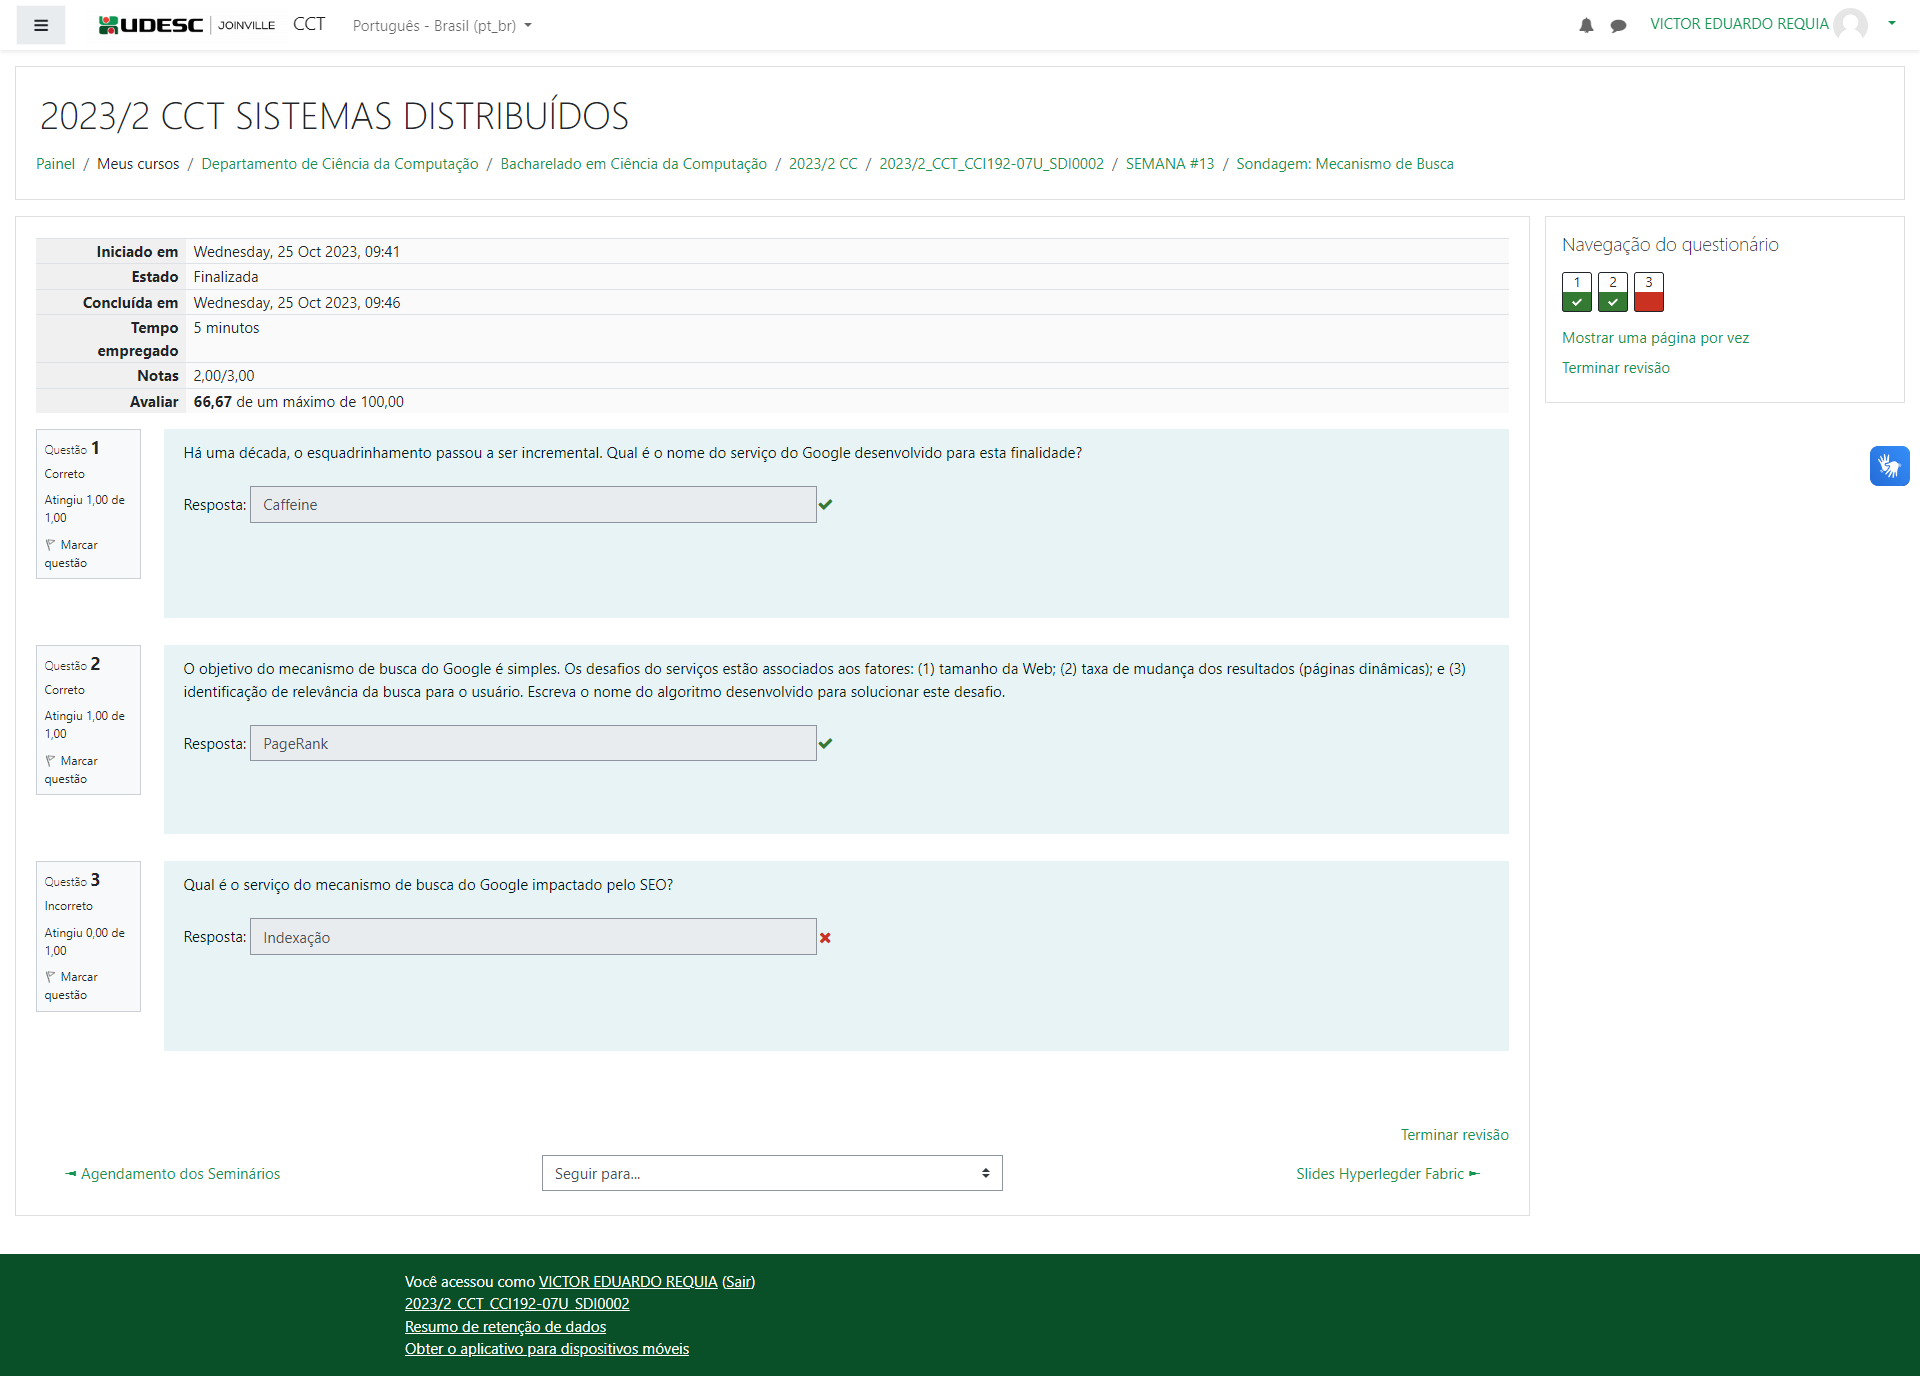 UDESC JOINVILLE CCT Português - Brasil (pt_br) VICTOR EDUARDO REQUIA
2023/2 CCT SISTEMAS DISTRIBUÍDOS
Painel / Meus cursos / Departamento de Ciência da Computação / Bacharelado em Ciência da Computação / 2023/2 CC / 2023/2_CCT_CCI192-07U_SDI0002 / SEMANA #13 / Sondagem: Mecanismo de Busca
Iniciado em Wednesday, 25 Oct 2023, 09:41
Estado Finalizada
Concluída em Wednesday, 25 Oct 2023, 09:46
Tempo empregado 5 minutos
Notas 2,00/3,00
Avaliar 66,67 de um máximo de 100,00
Questão 1
Correto
Atingiu 1,00 de
1,00
Marcar
questão
Há uma década, o esquadrinhamento passou a ser incremental. Qual é o nome do serviço do Google desenvolvido para esta finalidade?
Resposta: Caffeine
Questão 2
Correto
Atingiu 1,00 de
1,00
Marcar
questão
O objetivo do mecanismo de busca do Google é simples. Os desafios do serviços estão associados aos fatores: (1) tamanho da Web; (2) taxa de mudança dos resultados (páginas dinâmicas); e (3)
identificação de relevância da busca para o usuário. Escreva o nome do algoritmo desenvolvido para solucionar este desafio.
Resposta: PageRank
Questão 3
Incorreto
Atingiu 0,00 de
1,00
Marcar
questão
Qual é o serviço do mecanismo de busca do Google impactado pelo SEO?
Resposta: Indexação
Terminar revisão
◄ Agendamento dos Seminários
Seguir para...
Slides Hyperlegder Fabric ►
Navegação do questionário
1 2 3
Mostrar uma página por vez
Terminar revisão
Você acessou como VICTOR EDUARDO REQUIA (Sair)
2023/2_CCT_CCI192-07U_SDI0002
Resumo de retenção de dados
Obter o aplicativo para dispositivos móveis